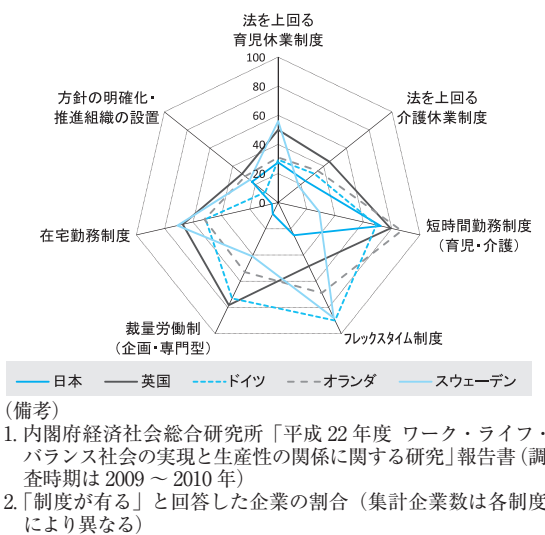 法を上回る
育児休業制度
法を上回る
介護休業制度
短時間勤務制度
(育児・介護)
フレックスタイム制度
裁量労働制
(企画・専門型)
在宅勤務制度
方針の明確化・
推進組織の設置
100
80
60
40
20
0
日本 英国 ドイツ オランダ スウェーデン
(備考)
1. 内閣府経済社会総合研究所「平成 22 年度 ワーク・ライフ・
バランス社会の実現と生産性の関係に関する研究」報告書(調
査時期は 2009 ~ 2010 年)
2.「制度が有る」と回答した企業の割合(集計企業数は各制度
により異なる)